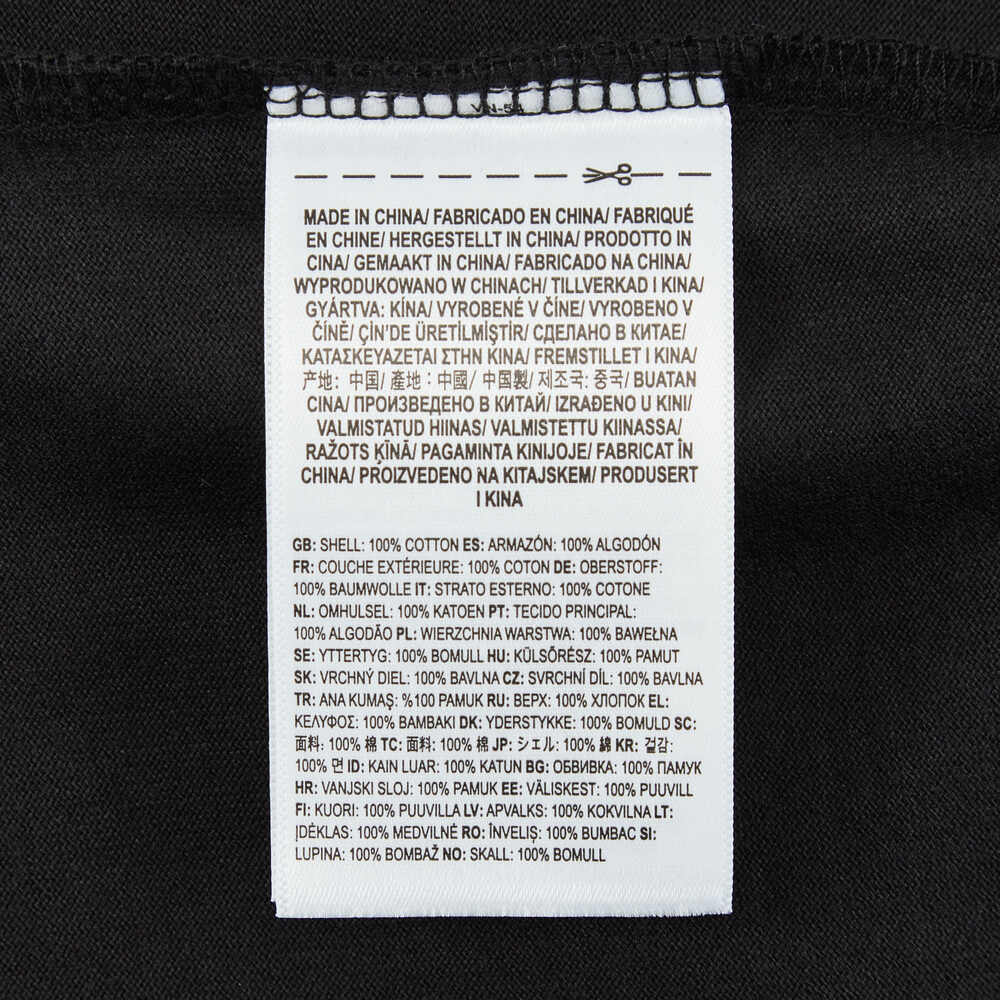 VN-54
MADE IN CHINA/ FABRICADO EN CHINA/ FABRIQUÉ
EN CHINE/ HERGESTELLT IN CHINA/ PRODOTTO IN
CINA/ GEMAAKT IN CHINA/ FABRICADO NA CHINA/
WYPRODUKOWANO W CHINACH/ TILLVERKAD I KINA/
GYÁRTVA: KÍNA/ VYROBENÉ V ČÍNE/ VYROBENO V
ČÍNĚ/ ÇİN'DE ÜRETİLMİŞTİR/ СДЕЛАНО В КИТАЕ/
ΚΑΤΑΣΚΕΥΑΖΕΤΑΙ ΣΤΗΝ ΚΙΝΑ/ FREMSTILLET I KINA/
产地: 中国/ 產地：中國/ 中国製/ 제조국: 중국/ BUATAN
CINA/ ПРОИЗВЕДЕНО В КИТАЙ/ IZRAĐENO U KINI/
VALMISTATUD HIINAS/ VALMISTETTU KIINASSA/
RAŽOTS ĶĪNĀ/ PAGAMINTA KINIJOJE/ FABRICAT ÎN
CHINA/ PROIZVEDENO NA KITAJSKEM/ PRODUSERT
I KINA
GB: SHELL: 100% COTTON ES: ARMAZÓN: 100% ALGODÓN
FR: COUCHE EXTÉRIEURE: 100% COTON DE: OBERSTOFF:
100% BAUMWOLLE IT: STRATO ESTERNO: 100% COTONE
NL: OMHULSEL: 100% KATOEN PT: TECIDO PRINCIPAL:
100% ALGODÃO PL: WIERZCHNIA WARSTWA: 100% BAWEŁNA
SE: YTTERTYG: 100% BOMULL HU: KÜLSŐRÉSZ: 100% PAMUT
SK: VRCHNÝ DIEL: 100% BAVLNA CZ: SVRCHNÍ DÍL: 100% BAVLNA
TR: ANA KUMAŞ: %100 PAMUK RU: ВЕРХ: 100% ХЛОПОК EL:
ΚΕΛΥΦΟΣ: 100% ΒΑΜΒΑΚΙ DK: YDERSTYKKE: 100% BOMULD SC:
面料: 100% 棉 TC: 面料: 100% 棉 JP: シェル: 100% 綿 KR: 겉감:
100% 면 ID: KAIN LUAR: 100% KATUN BG: ОБВИВКА: 100% ПАМУК
HR: VANJSKI SLOJ: 100% PAMUK EE: VÄLISKEST: 100% PUUVILL
FI: KUORI: 100% PUUVILLA LV: APVALKS: 100% KOKVILNA LT:
ĮDĖKLAS: 100% MEDVILNĖ RO: ÎNVELIȘ: 100% BUMBAC SI:
LUPINA: 100% BOMBAŽ NO: SKALL: 100% BOMULL